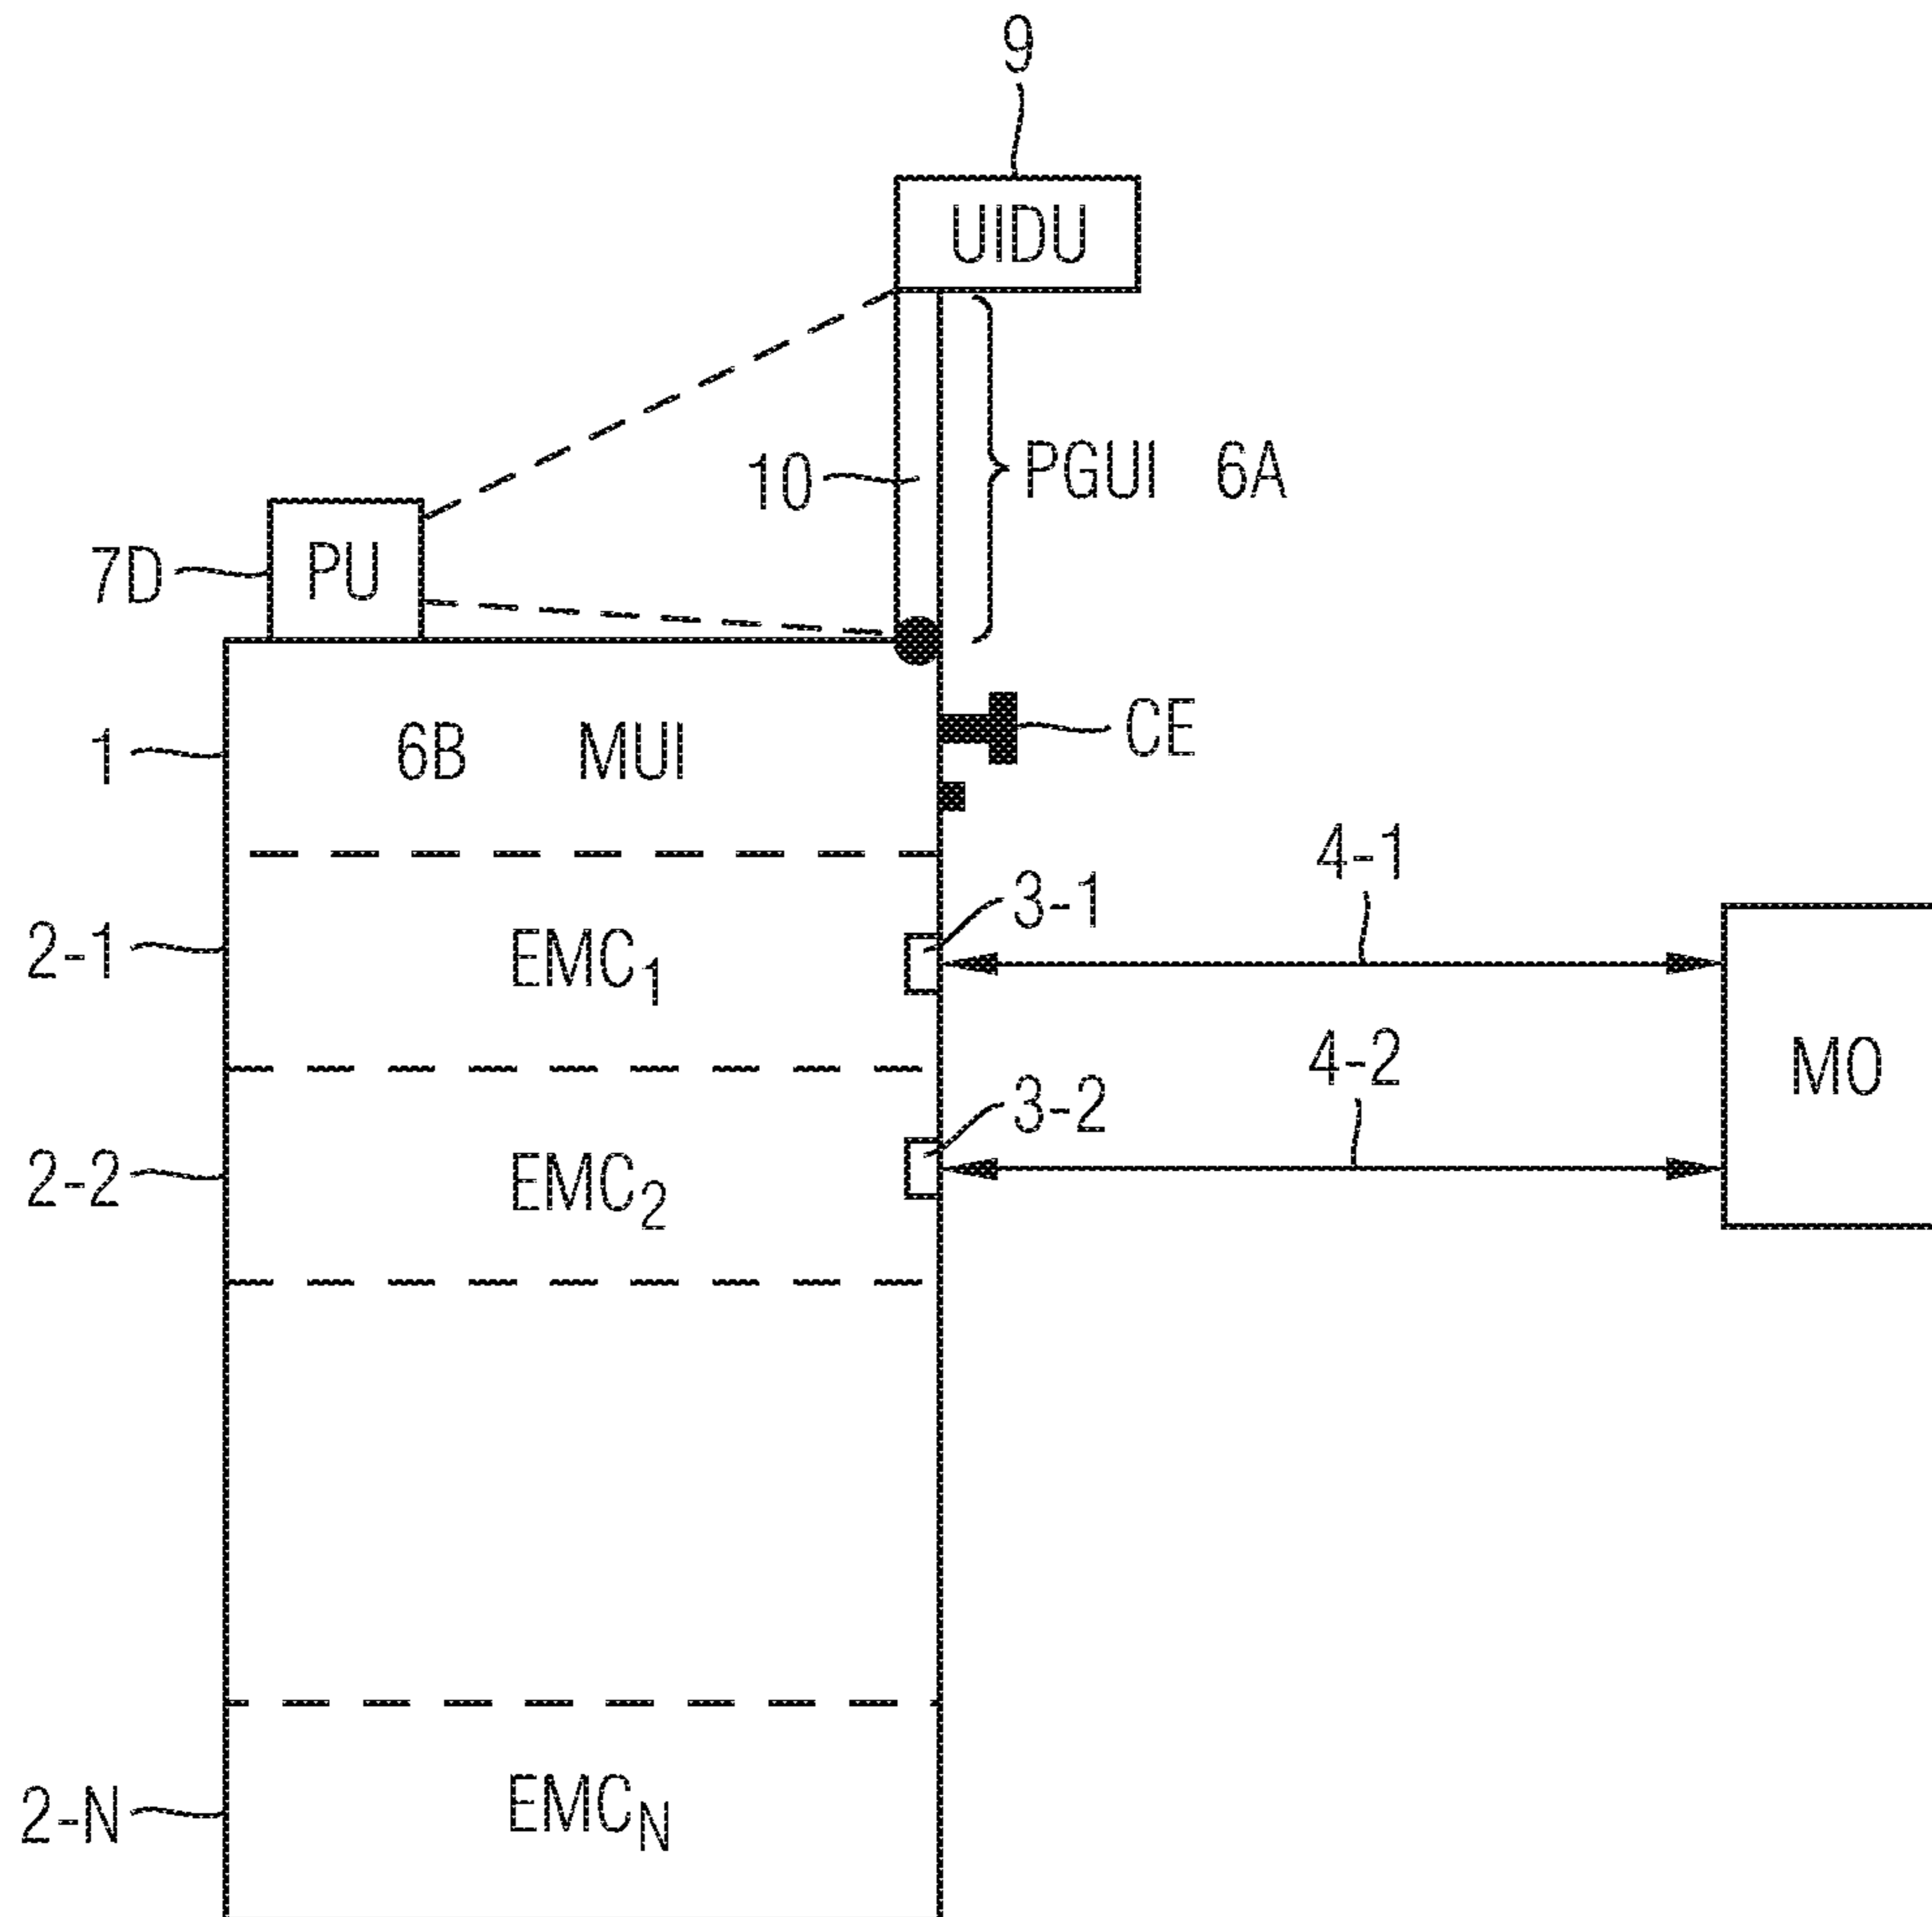 9
UIDU
10
PGUI 6A
7D
PU
1
6B MUI
CE
4-1
2-1
EMC1
3-1
4-2
MO
2-2
EMC2
3-2
2-N
EMCN